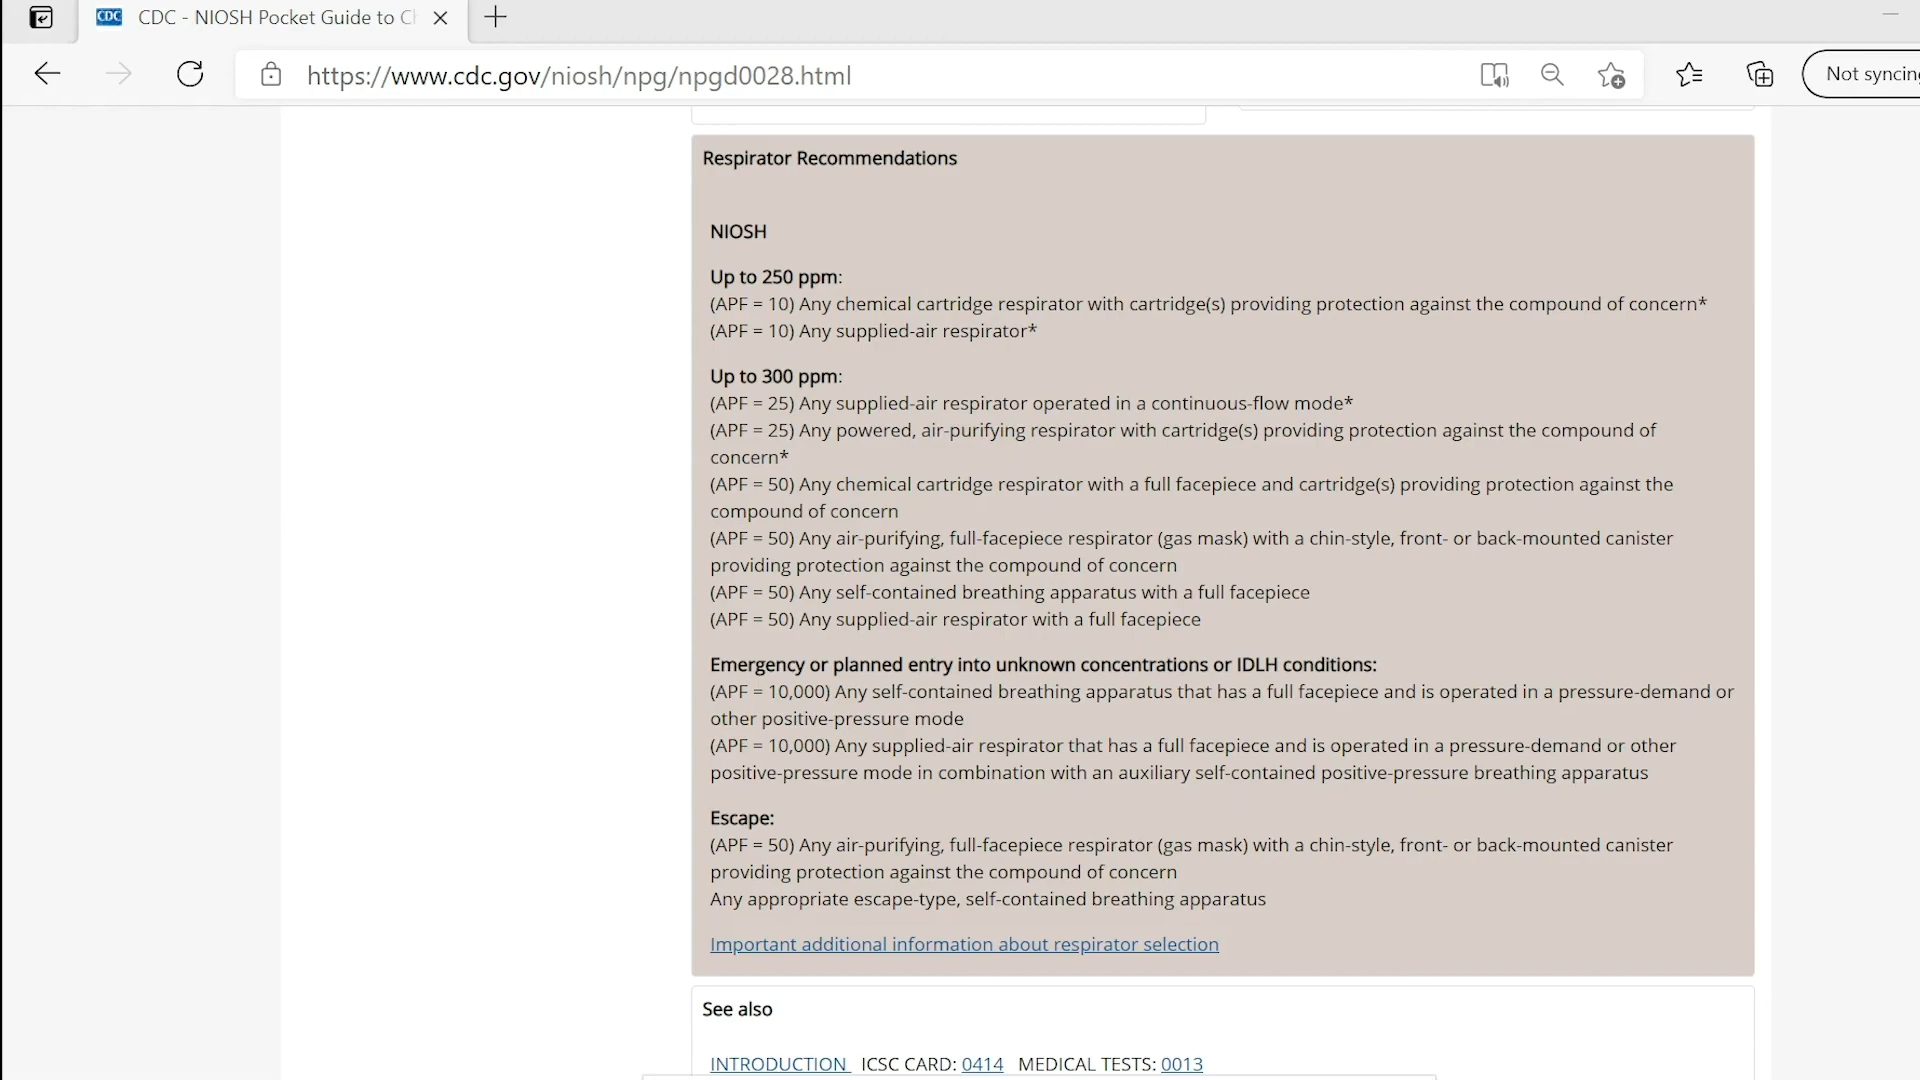 CDC CDC - NIOSH Pocket Guide to C
https://www.cdc.gov/niosh/npg/npgd0028.html
Not syncing
Respirator Recommendations
NIOSH
Up to 250 ppm:
(APF = 10) Any chemical cartridge respirator with cartridge(s) providing protection against the compound of concern*
(APF = 10) Any supplied-air respirator*
Up to 300 ppm:
(APF = 25) Any supplied-air respirator operated in a continuous-flow mode*
(APF = 25) Any powered, air-purifying respirator with cartridge(s) providing protection against the compound of
concern*
(APF = 50) Any chemical cartridge respirator with a full facepiece and cartridge(s) providing protection against the
compound of concern
(APF = 50) Any air-purifying, full-facepiece respirator (gas mask) with a chin-style, front- or back-mounted canister
providing protection against the compound of concern
(APF = 50) Any self-contained breathing apparatus with a full facepiece
(APF = 50) Any supplied-air respirator with a full facepiece
Emergency or planned entry into unknown concentrations or IDLH conditions:
(APF = 10,000) Any self-contained breathing apparatus that has a full facepiece and is operated in a pressure-demand or
other positive-pressure mode
(APF = 10,000) Any supplied-air respirator that has a full facepiece and is operated in a pressure-demand or other
positive-pressure mode in combination with an auxiliary self-contained positive-pressure breathing apparatus
Escape:
(APF = 50) Any air-purifying, full-facepiece respirator (gas mask) with a chin-style, front- or back-mounted canister
providing protection against the compound of concern
Any appropriate escape-type, self-contained breathing apparatus
Important additional information about respirator selection
See also
INTRODUCTION ICSC CARD: 0414 MEDICAL TESTS: 0013